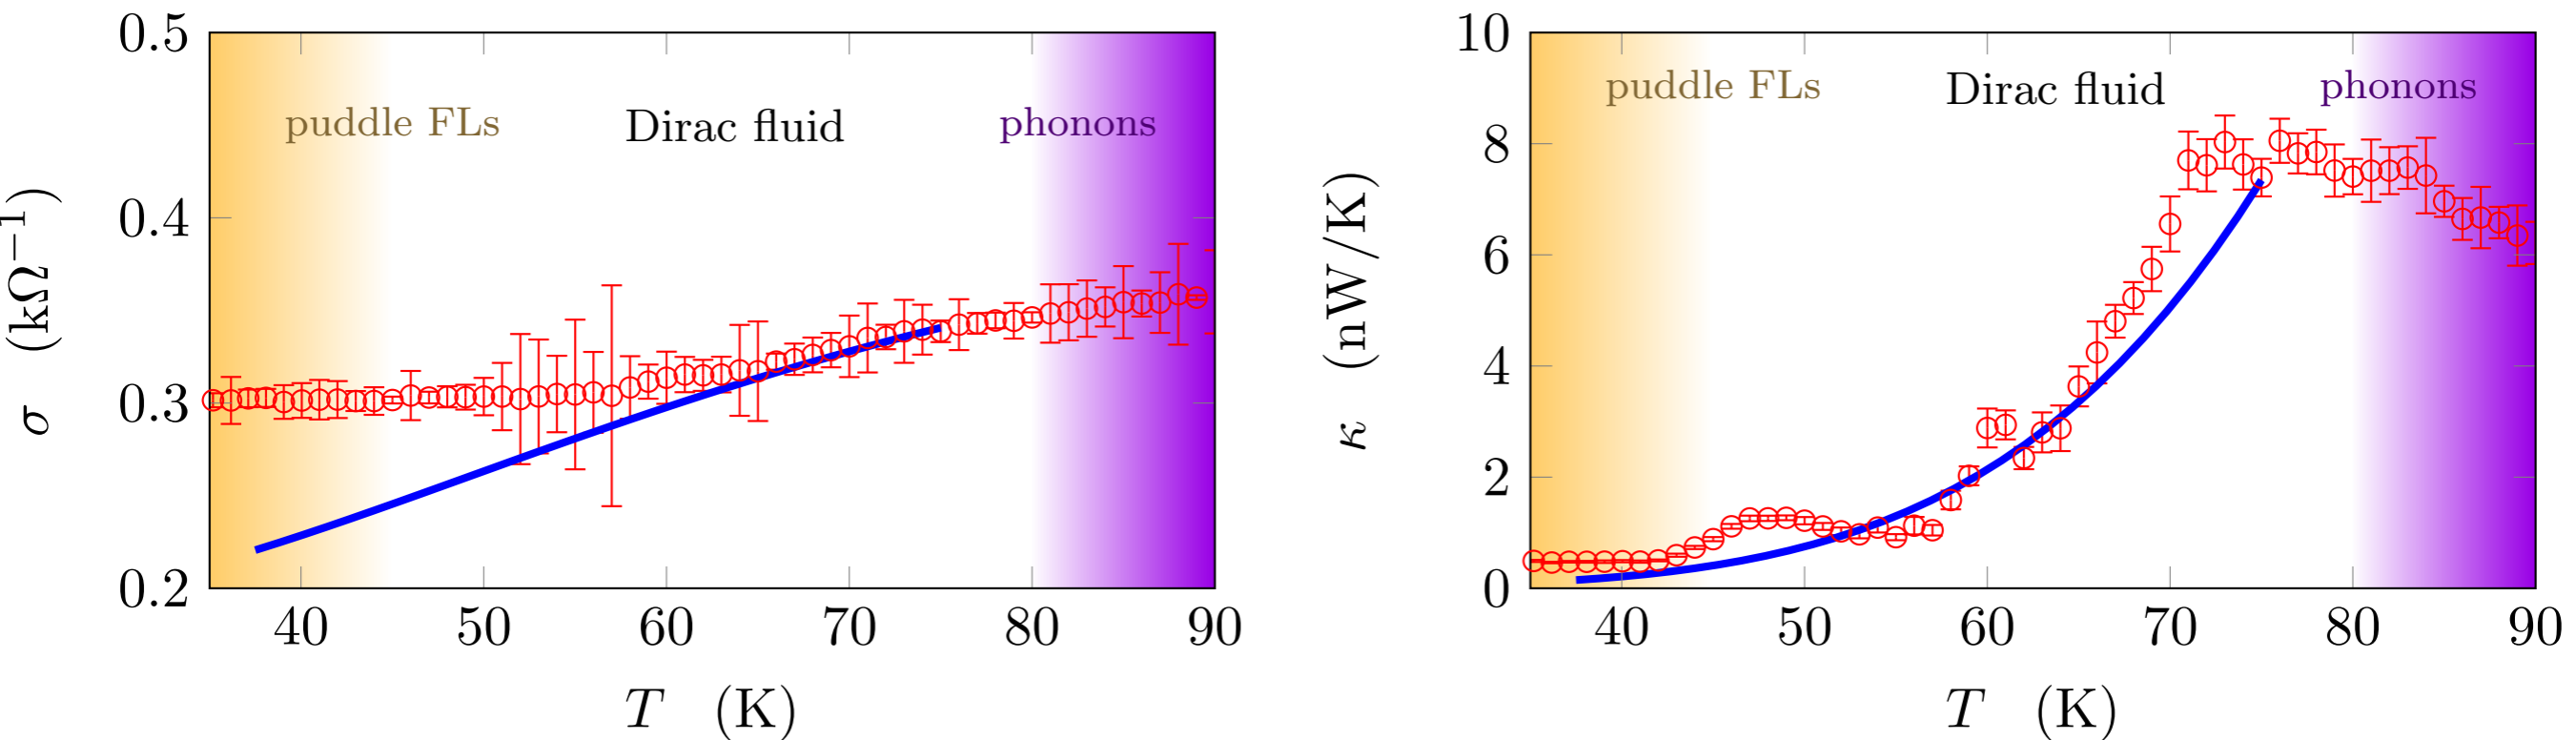 0.5
0.4
0.3
0.2
σ (kΩ⁻¹)
puddle FLs
Dirac fluid
phonons
40 50 60 70 80 90
T (K)
10
8
6
4
2
0
κ (nW/K)
puddle FLs
Dirac fluid
phonons
40 50 60 70 80 90
T (K)